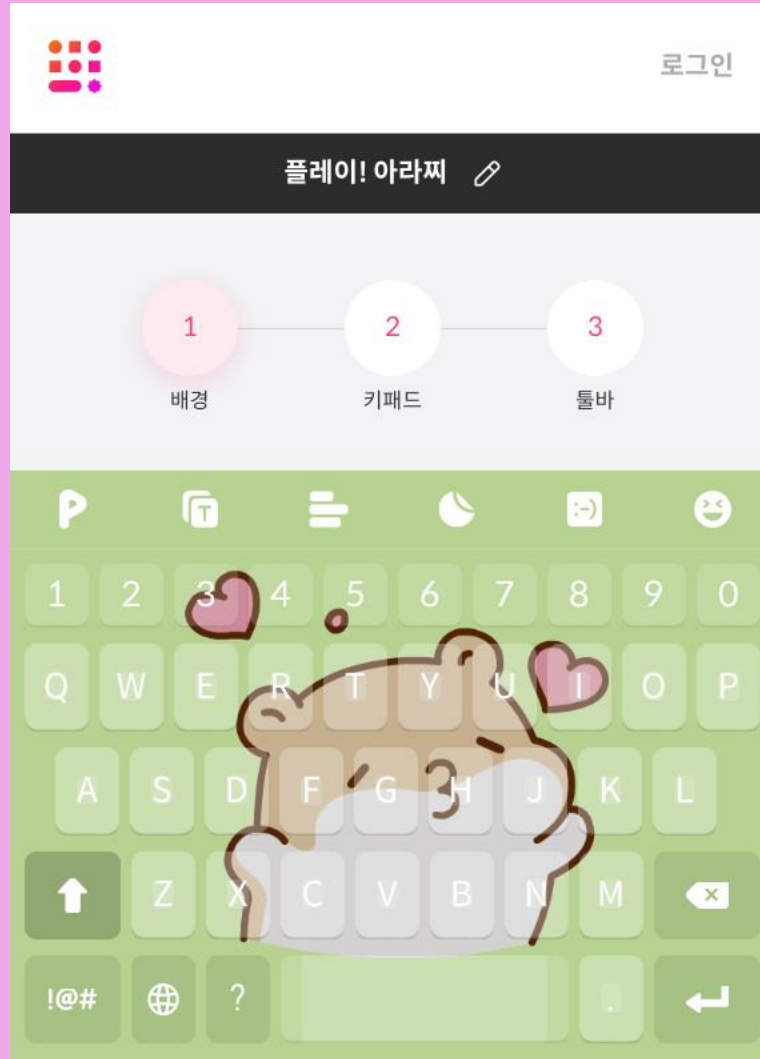 로그인
플레이! 아라찌
1 2 3
배경 키패드 툴바
T :-)
1 2 3 4 5 6 7 8 9 0
Q W E R T Y U I O P
A S D F G H J K L
Z X C V B N M
!@# ? .